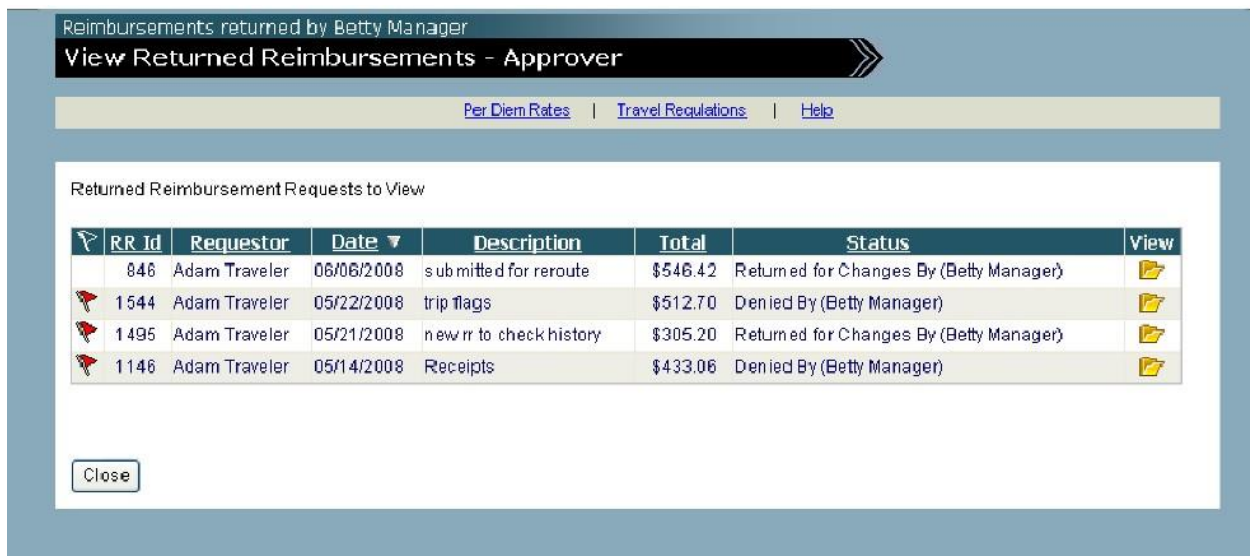 Reimbursements returned by Betty Manager
View Returned Reimbursements - Approver
Per Diem Rates | Travel Regulations | Help
Returned Reimbursement Requests to View
RR Id Requestor Date ▼ Description Total Status View
846 Adam Traveler 06/06/2008 submitted for reroute $546.42 Returned for Changes By (Betty Manager)
1544 Adam Traveler 05/22/2008 trip flags $512.70 Denied By (Betty Manager)
1495 Adam Traveler 05/21/2008 new rr to check history $305.20 Returned for Changes By (Betty Manager)
1146 Adam Traveler 05/14/2008 Receipts $433.06 Denied By (Betty Manager)
Close